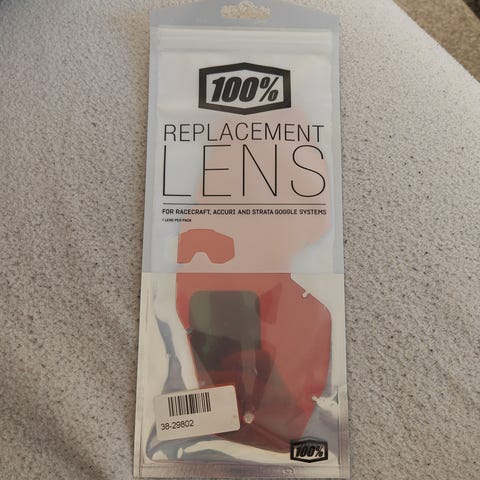 100%
REPLACEMENT
LENS
FOR RACECRAFT, ACCURI AND STRATA GOGGLE SYSTEMS
1 LENS PER PACK
38-29802
100%